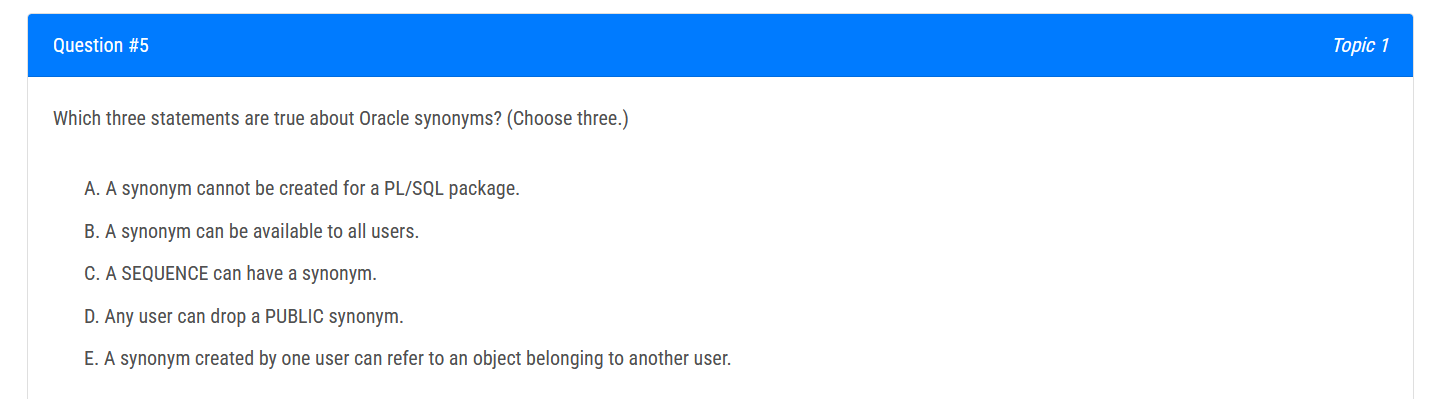 Question #5
Topic 1
Which three statements are true about Oracle synonyms? (Choose three.)
A. A synonym cannot be created for a PL/SQL package.
B. A synonym can be available to all users.
C. A SEQUENCE can have a synonym.
D. Any user can drop a PUBLIC synonym.
E. A synonym created by one user can refer to an object belonging to another user.